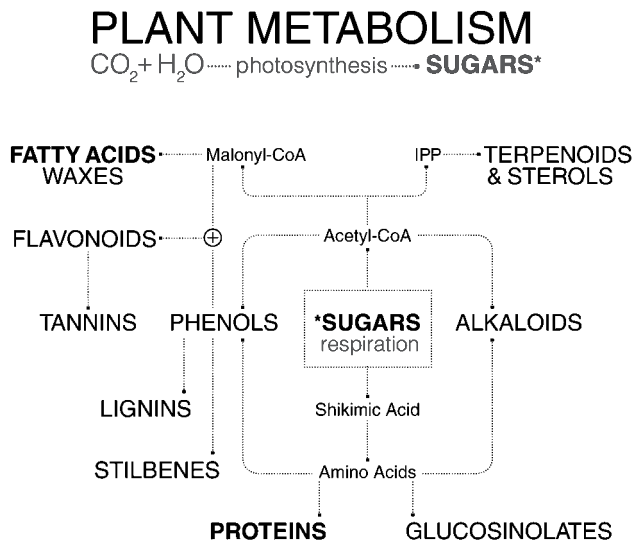 PLANT METABOLISM
CO2+ H2O photosynthesis SUGARS*
FATTY ACIDS Malonyl-CoA IPP TERPENOIDS
WAXES & STEROLS
FLAVONOIDS + Acetyl-CoA
TANNINS PHENOLS *SUGARS ALKALOIDS
respiration
LIGNINS Shikimic Acid
STILBENES Amino Acids
PROTEINS GLUCOSINOLATES